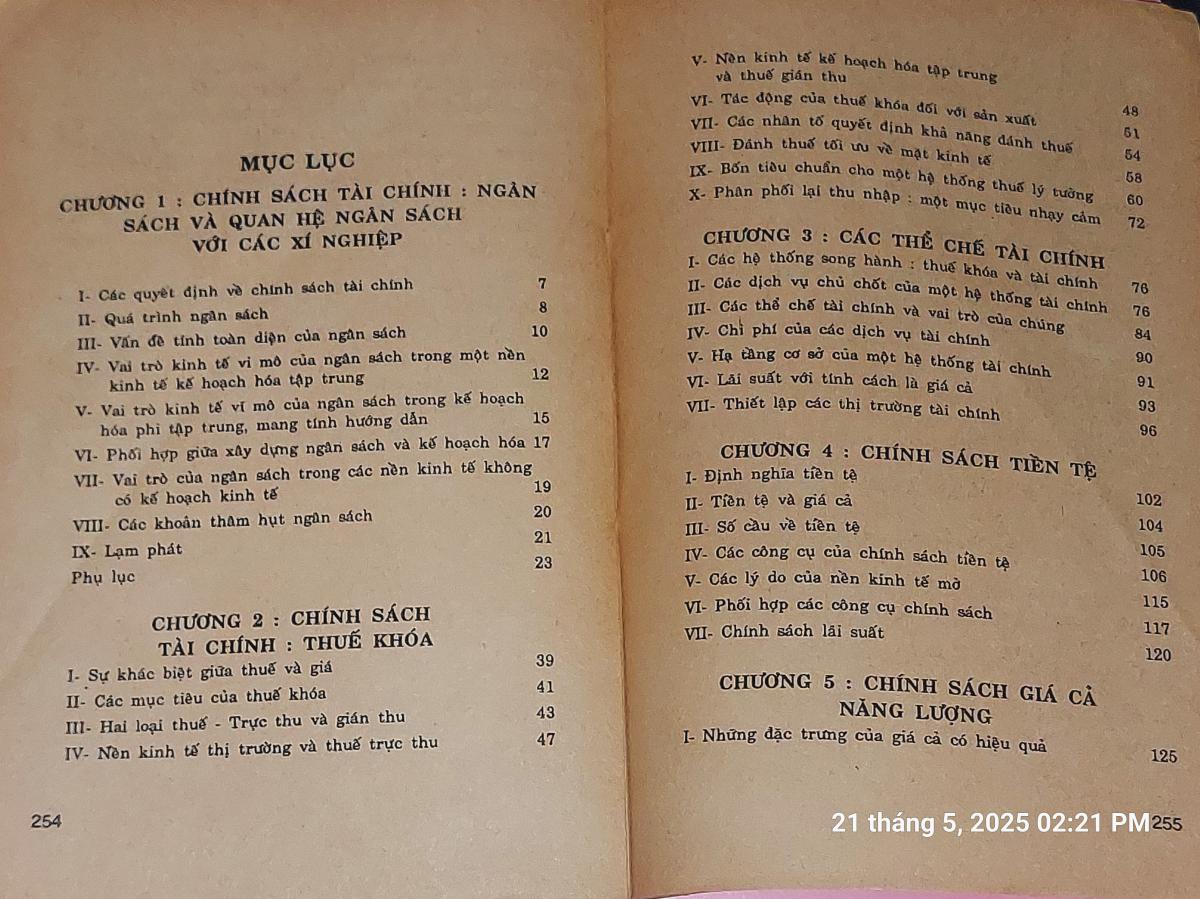 MỤC LỤC
CHƯƠNG 1 : CHÍNH SÁCH TÀI CHÍNH : NGÂN
SÁCH VÀ QUAN HỆ NGÂN SÁCH
VỚI CÁC XÍ NGHIỆP
I- Các quyết định về chính sách tài chính 7
II- Quá trình ngân sách 8
III- Vấn đề tính toàn diện của ngân sách 10
IV- Vai trò kinh tế vi mô của ngân sách trong một nền
kinh tế kế hoạch hóa tập trung 12
V- Vai trò kinh tế vĩ mô của ngân sách trong kế hoạch
hóa phi tập trung, mang tính hướng dẫn 15
VI- Phối hợp giữa xây dựng ngân sách và kế hoạch hóa 17
VII- Vai trò của ngân sách trong các nền kinh tế không
có kế hoạch kinh tế 19
VIII- Các khoản thâm hụt ngân sách 20
IX- Lạm phát 21
Phụ lục 23
CHƯƠNG 2 : CHÍNH SÁCH
TÀI CHÍNH : THUẾ KHÓA
I- Sự khác biệt giữa thuế và giá 39
II- Các mục tiêu của thuế khóa 41
III- Hai loại thuế - Trực thu và gián thu 43
IV- Nền kinh tế thị trường và thuế trực thu 47
254
V- Nền kinh tế kế hoạch hóa tập trung
và thuế gián thu 48
VI- Tác động của thuế khóa đối với sản xuất 51
VII- Các nhân tố quyết định khả năng đánh thuế 54
VIII- Đánh thuế tối ưu về mặt kinh tế 58
IX- Bốn tiêu chuẩn cho một hệ thống thuế lý tưởng 60
X- Phân phối lại thu nhập : một mục tiêu nhạy cảm 72
CHƯƠNG 3 : CÁC THỂ CHẾ TÀI CHÍNH
I- Các hệ thống song hành : thuế khóa và tài chính 76
II- Các dịch vụ chủ chốt của một hệ thống tài chính 76
III- Các thể chế tài chính và vai trò của chúng 84
IV- Chi phí của các dịch vụ tài chính 90
V- Hạ tầng cơ sở của một hệ thống tài chính 91
VI- Lãi suất với tính cách là giá cả 93
VII- Thiết lập các thị trường tài chính 96
CHƯƠNG 4 : CHÍNH SÁCH TIỀN TỆ
I- Định nghĩa tiền tệ 102
II- Tiền tệ và giá cả 104
III- Số cầu về tiền tệ 105
IV- Các công cụ của chính sách tiền tệ 106
V- Các lý do của nền kinh tế mở 115
VI- Phối hợp các công cụ chính sách 117
VII- Chính sách lãi suất 120
CHƯƠNG 5 : CHÍNH SÁCH GIÁ CẢ
NĂNG LƯỢNG
I- Những đặc trưng của giá cả có hiệu quả 125
21 tháng 5, 2025 02:21 PM
255